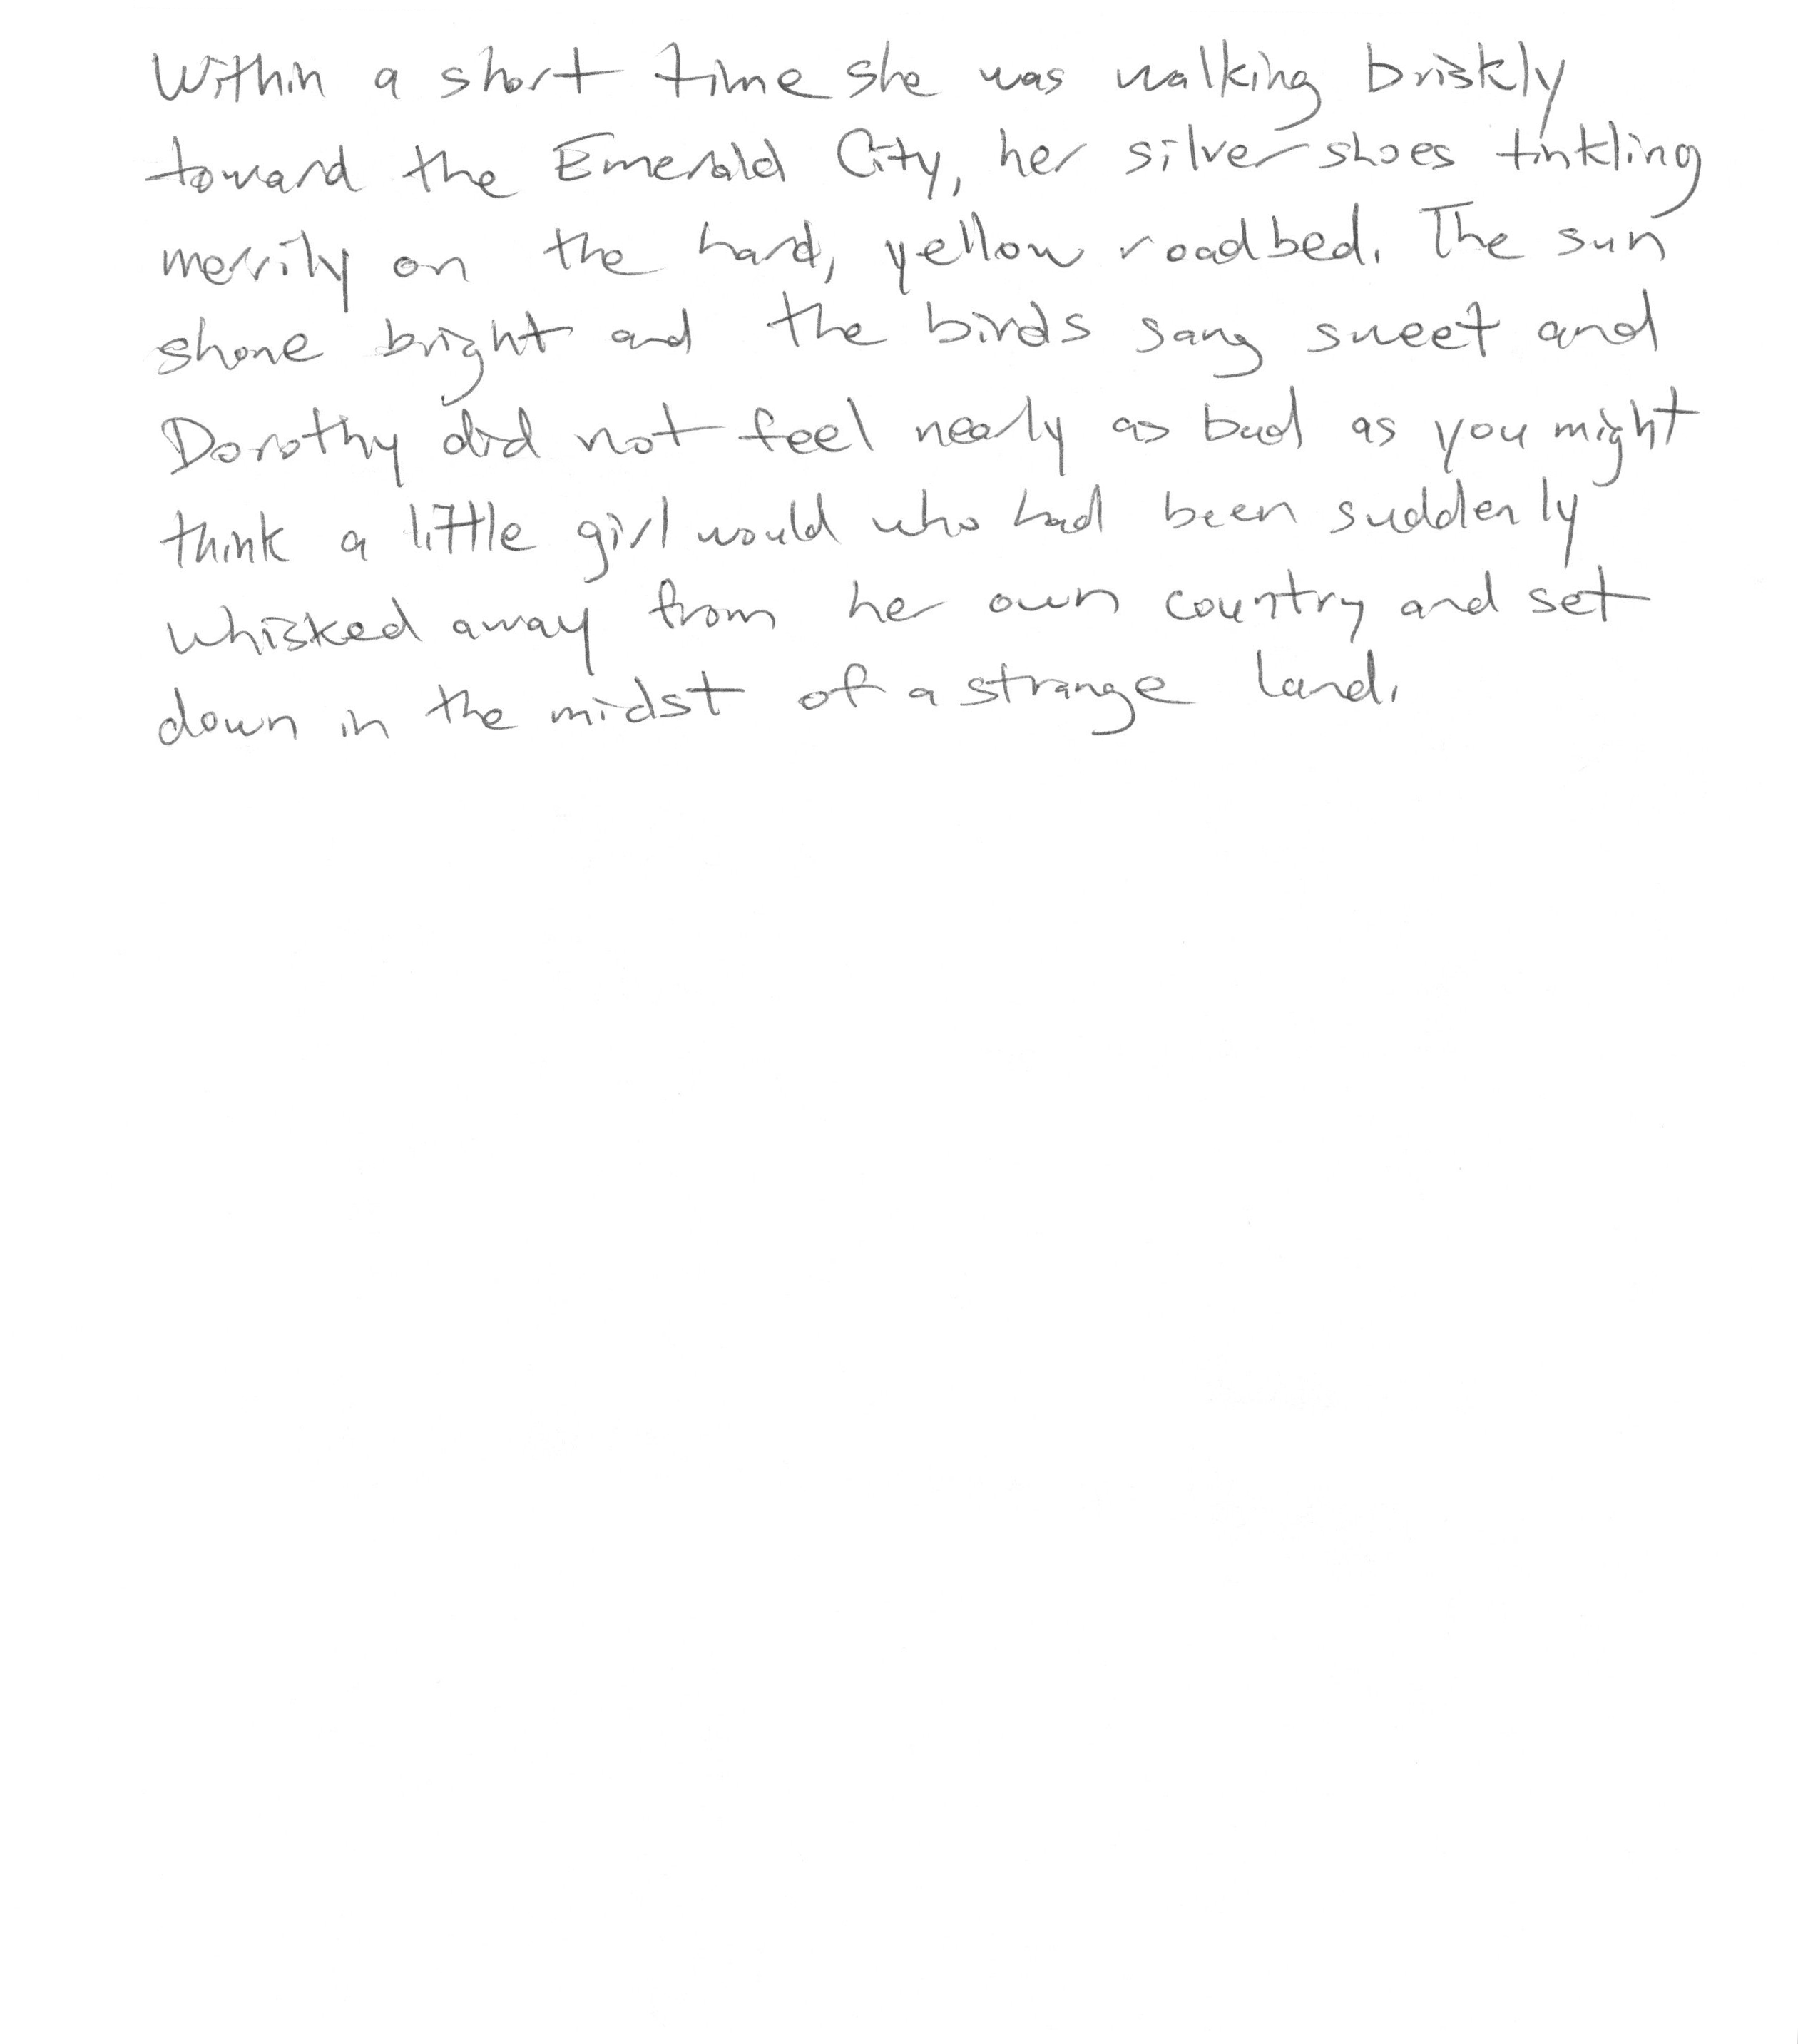 Within a short time she was walking briskly
toward the Emerald City, her silver shoes tinkling
merrily on the hard, yellow roadbed. The sun
shone bright and the birds sang sweet and
Dorothy did not feel nearly as bad as you might
think a little girl would who had been suddenly
whisked away from her own country and set
down in the midst of a strange land.